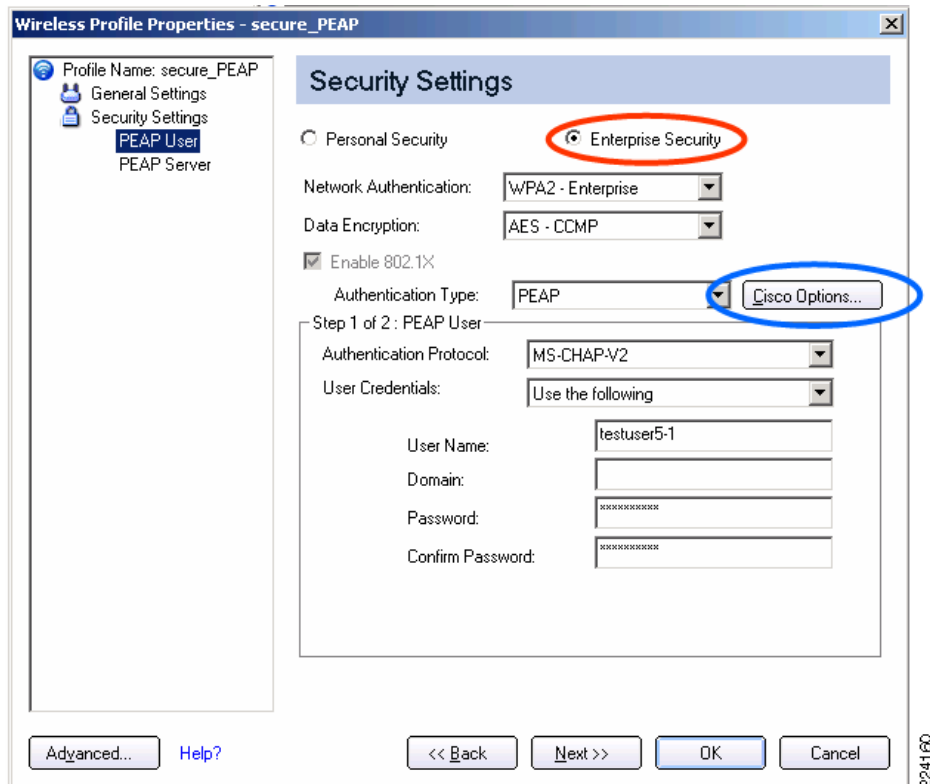 Wireless Profile Properties - secure_PEAP
Profile Name: secure_PEAP
General Settings
Security Settings
PEAP User
PEAP Server
Security Settings
Personal Security
Enterprise Security
Network Authentication:
WPA2 - Enterprise
Data Encryption:
AES - CCMP
Enable 802.1X
Authentication Type:
PEAP
Cisco Options...
Step 1 of 2 : PEAP User
Authentication Protocol:
MS-CHAP-V2
User Credentials:
Use the following
User Name:
testuser5-1
Domain:
Password:
xxxxxxxxxx
Confirm Password:
xxxxxxxxxx
Advanced...
Help?
<< Back
Next >>
OK
Cancel
224160